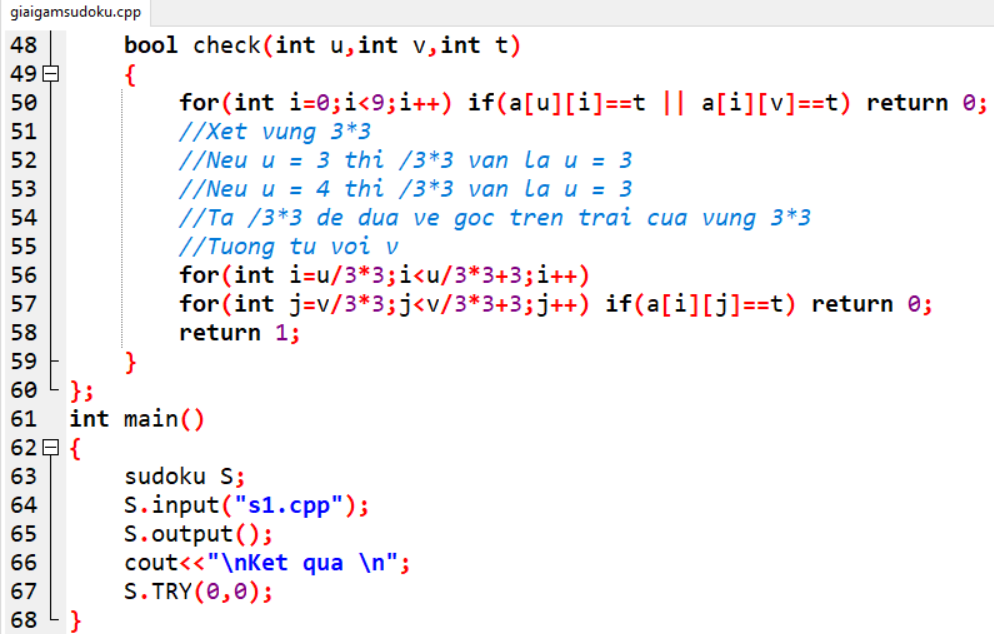 giaigamsudoku.cpp
48 bool check(int u,int v,int t)
49 {
50 for(int i=0;i<9;i++) if(a[u][i]==t || a[i][v]==t) return 0;
51 //Xet vung 3*3
52 //Neu u = 3 thi /3*3 van la u = 3
53 //Neu u = 4 thi /3*3 van la u = 3
54 //Ta /3*3 de dua ve goc tren trai cua vung 3*3
55 //Tuong tu voi v
56 for(int i=u/3*3;i<u/3*3+3;i++)
57 for(int j=v/3*3;j<v/3*3+3;j++) if(a[i][j]==t) return 0;
58 return 1;
59 }
60 };
61 int main()
62 {
63 sudoku S;
64 S.input("s1.cpp");
65 S.output();
66 cout<<"\nKet qua \n";
67 S.TRY(0,0);
68 }